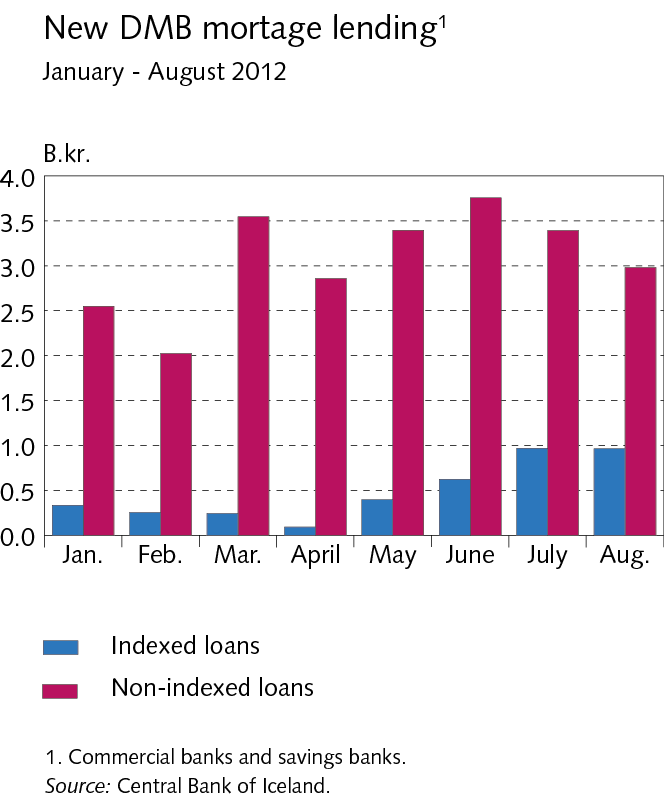 New DMB mortage lending¹
January - August 2012
B.kr.
4.0
3.5
3.0
2.5
2.0
1.5
1.0
0.5
0.0
Jan. Feb. Mar. April May June July Aug.
Indexed loans
Non-indexed loans
1. Commercial banks and savings banks.
Source: Central Bank of Iceland.